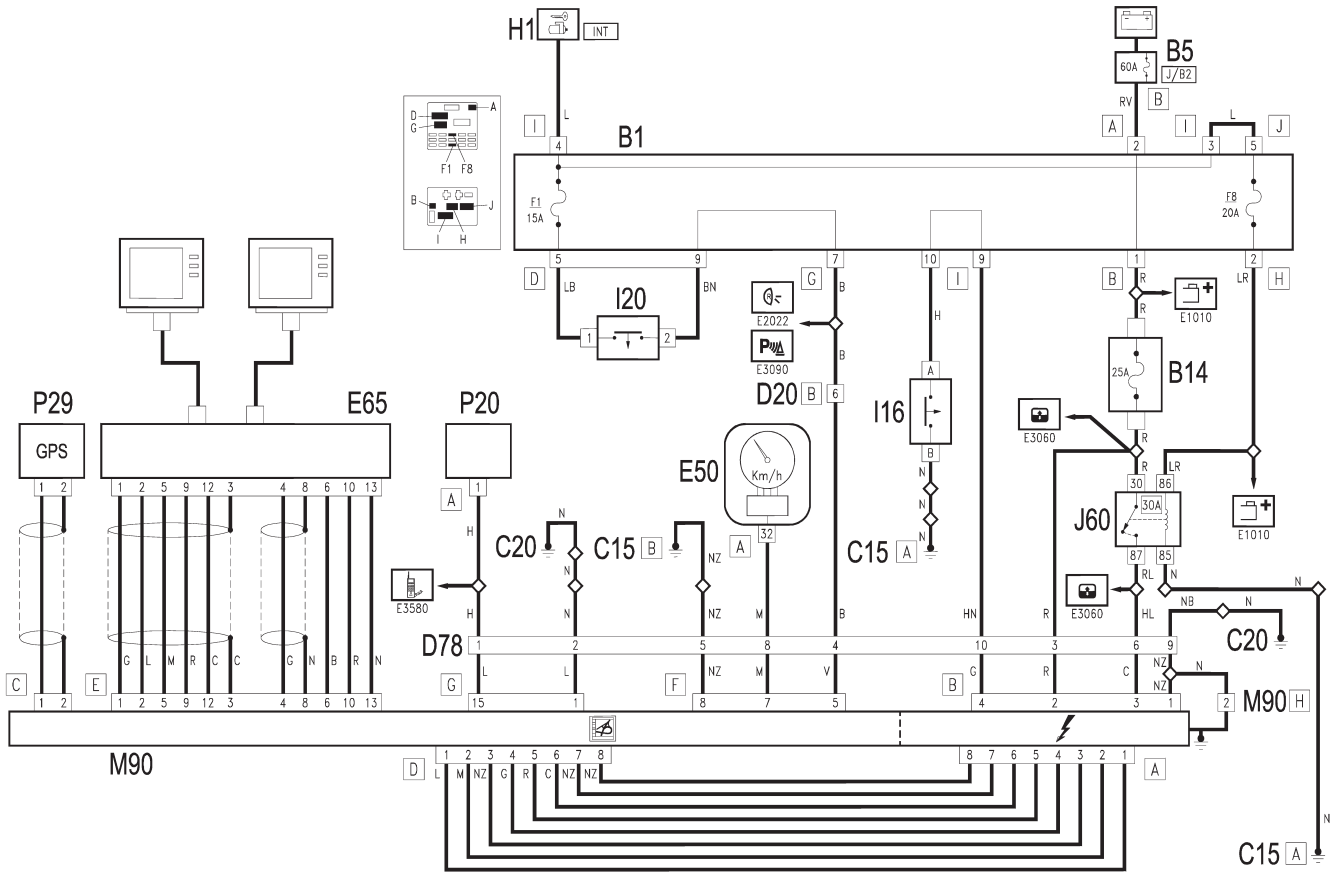 H1 INT
B5
60A J/B2
RV B
L
I A I L J
4 B1 2 3 5
A
D
G
F1 F8
B J
I H
F1
15A
F8
20A
5 9 7 10 9 1 2
D LB BN G B I B R LR H
I20
1 2
E2022
E3090
B
H
R
E1010
25A B14
P29 E65 P20 D20 B 6
A
I16
B
E3060
R
R LR
30 86
GPS
E50 Km/h
30A
J60
E1010
1 2 1 2 5 9 12 3 4 8 6 10 13 1
A
H
N N N
C20 C15 B A 32 C15 A
NZ
87 85
RL N
E3580
E3060
N
H N N NZ M B HN R HL NB N
C20
D78 1 2 5 8 4 10 3 6 9
G L M R C C G N B R N
L L NZ M V G R C NZ N
NZ
C E G F B
1 2 1 2 5 9 12 3 4 8 6 10 13 15 1 8 7 5 4 2 3 1 2 M90 H
M90
D 1 2 3 4 5 6 7 8 8 7 6 5 4 3 2 1 A
L M NZ G R C NZ NZ
N
C15 A